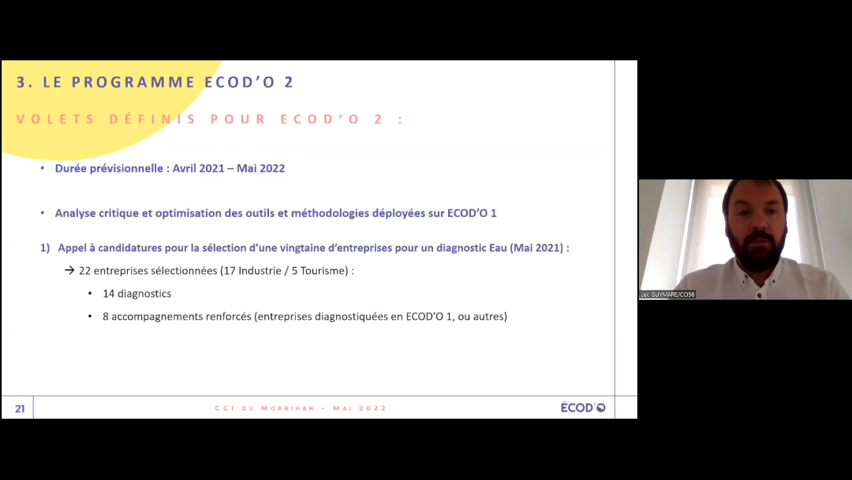 3. LE PROGRAMME ECOD'O 2
VOLETS DÉFINIS POUR ECOD'O 2 :
• Durée prévisionnelle : Avril 2021 – Mai 2022
• Analyse critique et optimisation des outils et méthodologies déployées sur ECOD'O 1
1) Appel à candidatures pour la sélection d'une vingtaine d'entreprises pour un diagnostic Eau (Mai 2021) :
→ 22 entreprises sélectionnées (17 Industrie / 5 Tourisme) :
• 14 diagnostics
• 8 accompagnements renforcés (entreprises diagnostiquées en ECOD'O 1, ou autres)
21
CCI DU MORBIHAN – MAI 2022
ÉCOD'O